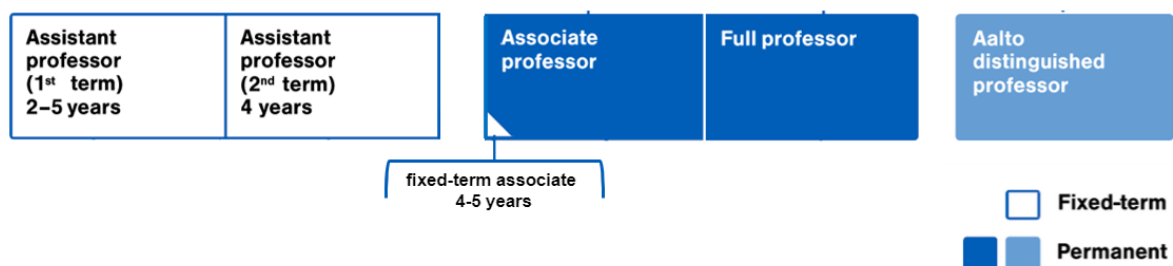 Assistant
professor
(1st term)
2–5 years
Assistant
professor
(2nd term)
4 years
Associate
professor
Full professor
Aalto
distinguished
professor
fixed-term associate
4-5 years
Fixed-term
Permanent